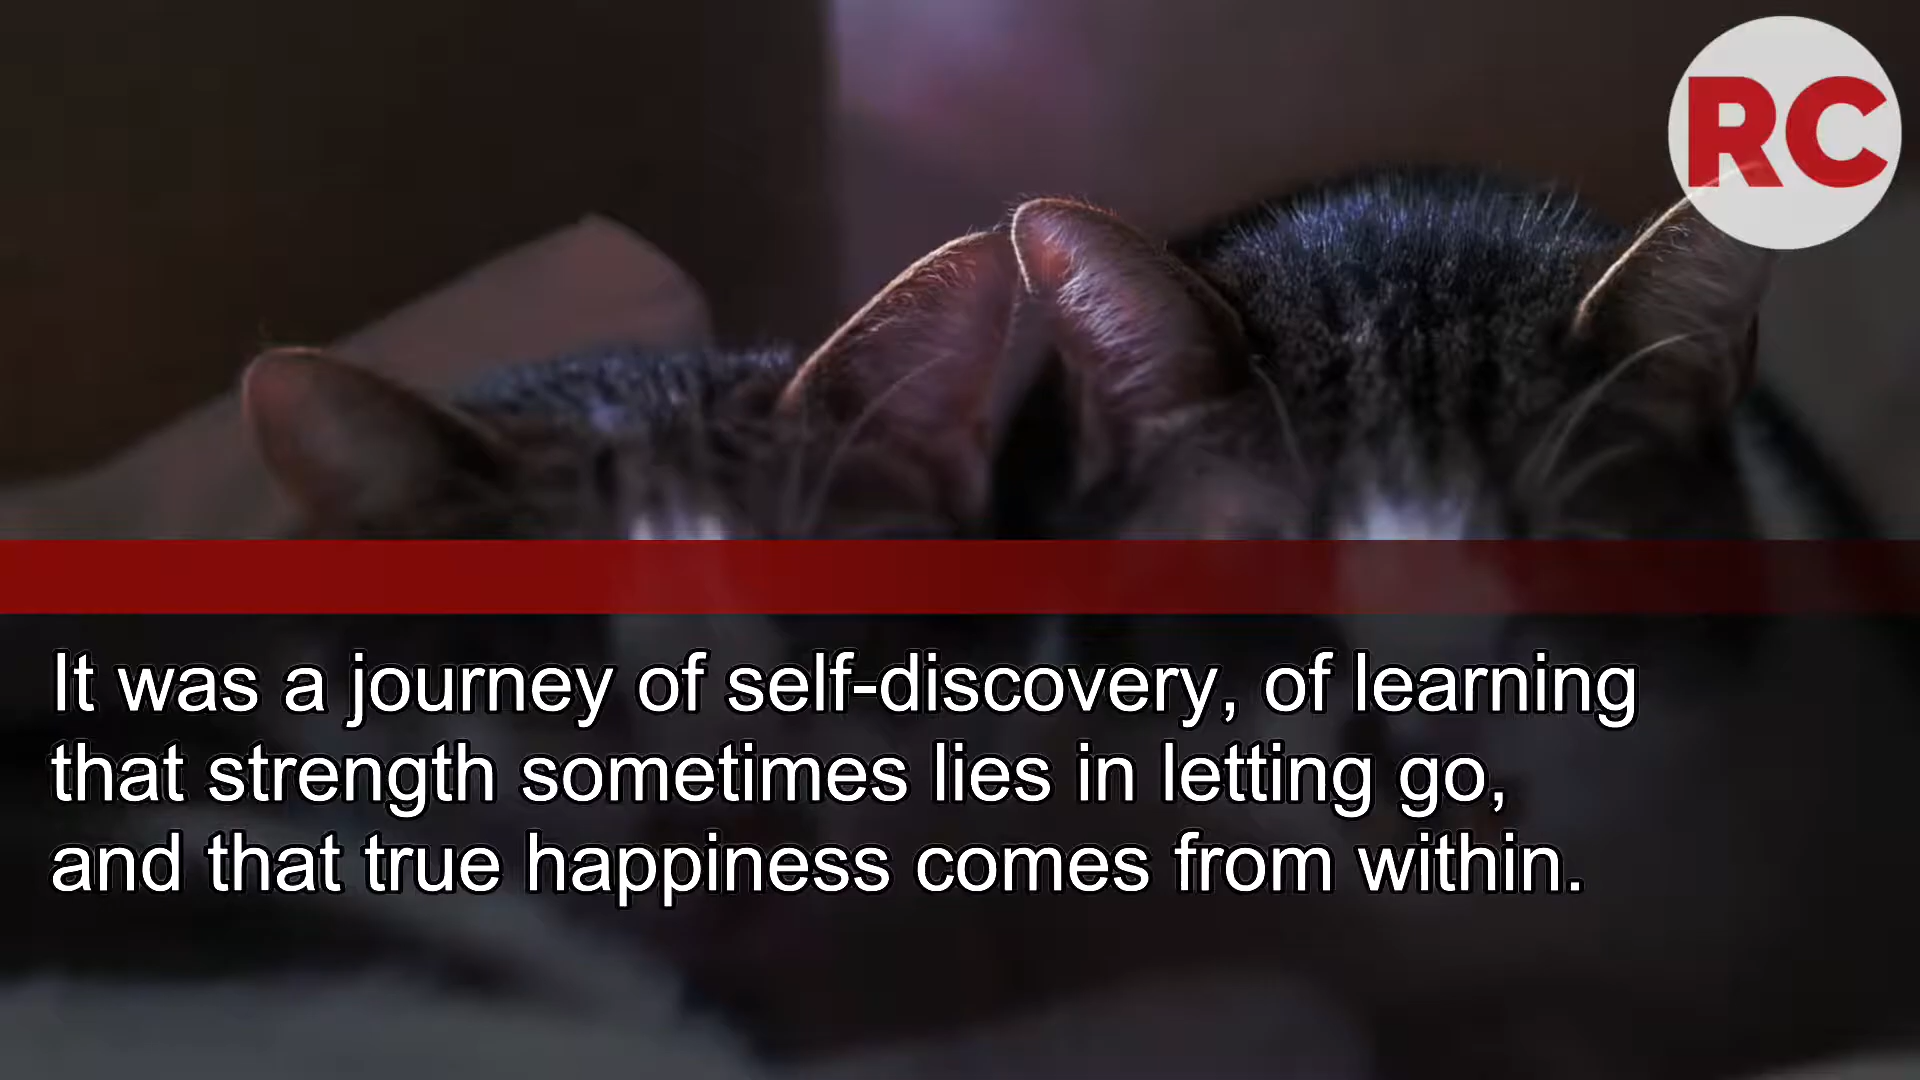 RC
It was a journey of self-discovery, of learning
that strength sometimes lies in letting go,
and that true happiness comes from within.